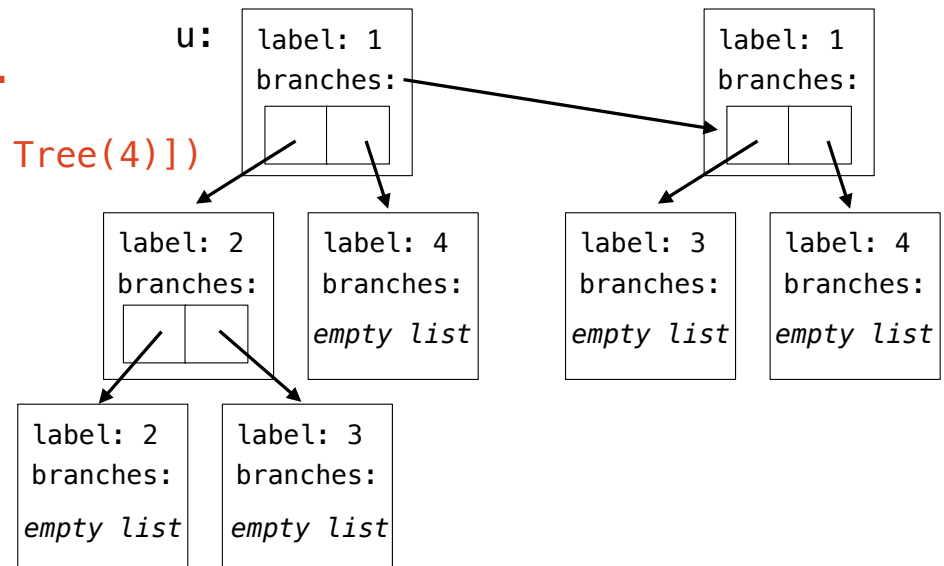 u:
label: 1
branches:
label: 1
branches:
.
Tree(4)])
label: 2
branches:
label: 4
branches:
empty list
label: 3
branches:
empty list
label: 4
branches:
empty list
label: 2
branches:
empty list
label: 3
branches:
empty list